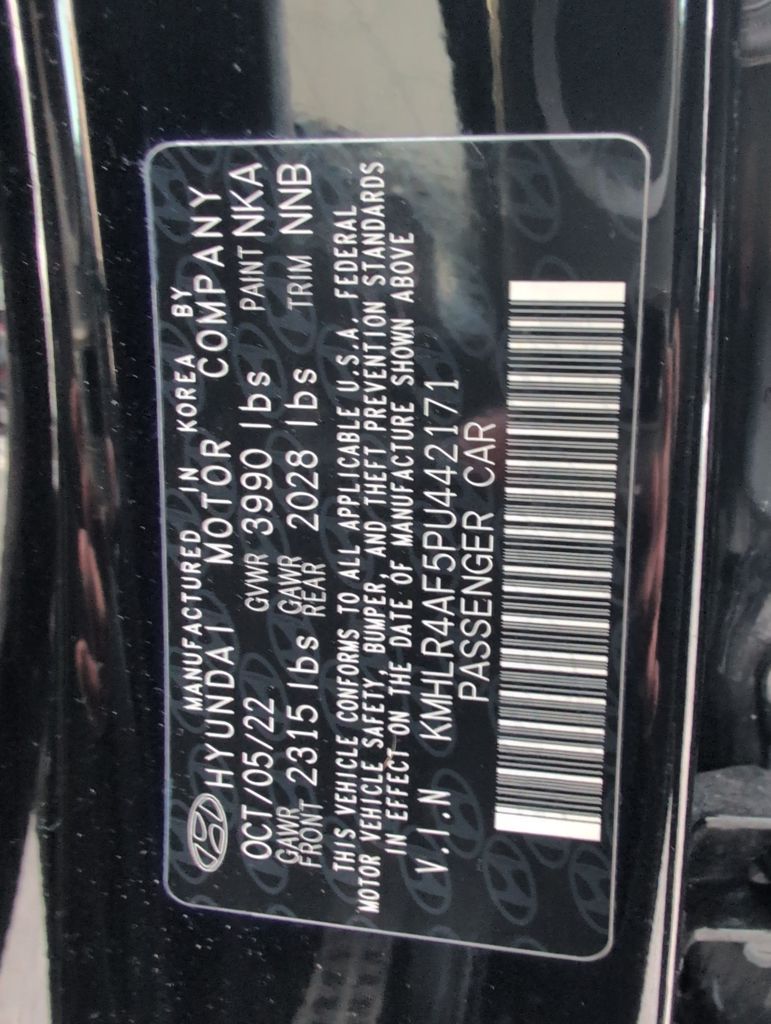 MANUFACTURED IN KOREA BY
HYUNDAI MOTOR COMPANY
OCT/05/22 GVWR 3990 lbs PAINT NKA
GAWR FRONT 2315 lbs GAWR REAR 2028 lbs TRIM NNB
THIS VEHICLE CONFORMS TO ALL APPLICABLE U.S.A. FEDERAL
MOTOR VEHICLE SAFETY, BUMPER, AND THEFT PREVENTION STANDARDS
IN EFFECT ON THE DATE OF MANUFACTURE SHOWN ABOVE
V.I.N KMHLR4AF5PU442171
PASSENGER CAR